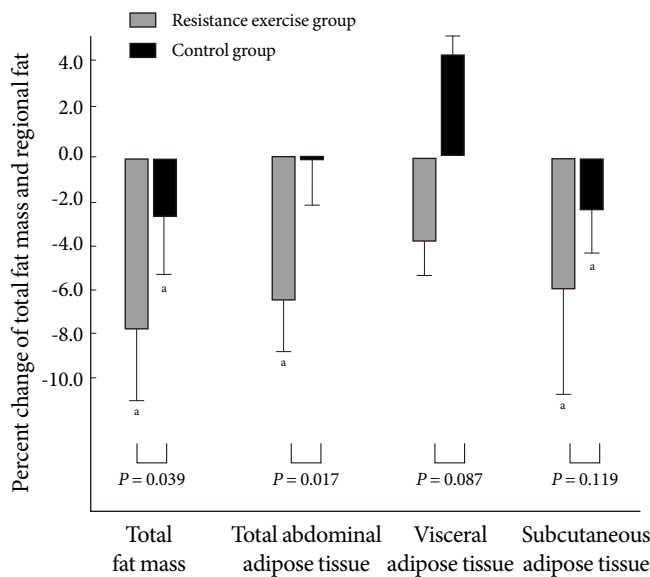 Resistance exercise group
Control group
Percent change of total fat mass and regional fat
4.0
2.0
0.0
-2.0
-4.0
-6.0
-8.0
-10.0
a
a
a
a
a
P = 0.039
P = 0.017
P = 0.087
P = 0.119
Total
fat mass
Total abdominal
adipose tissue
Visceral
adipose tissue
Subcutaneous
adipose tissue